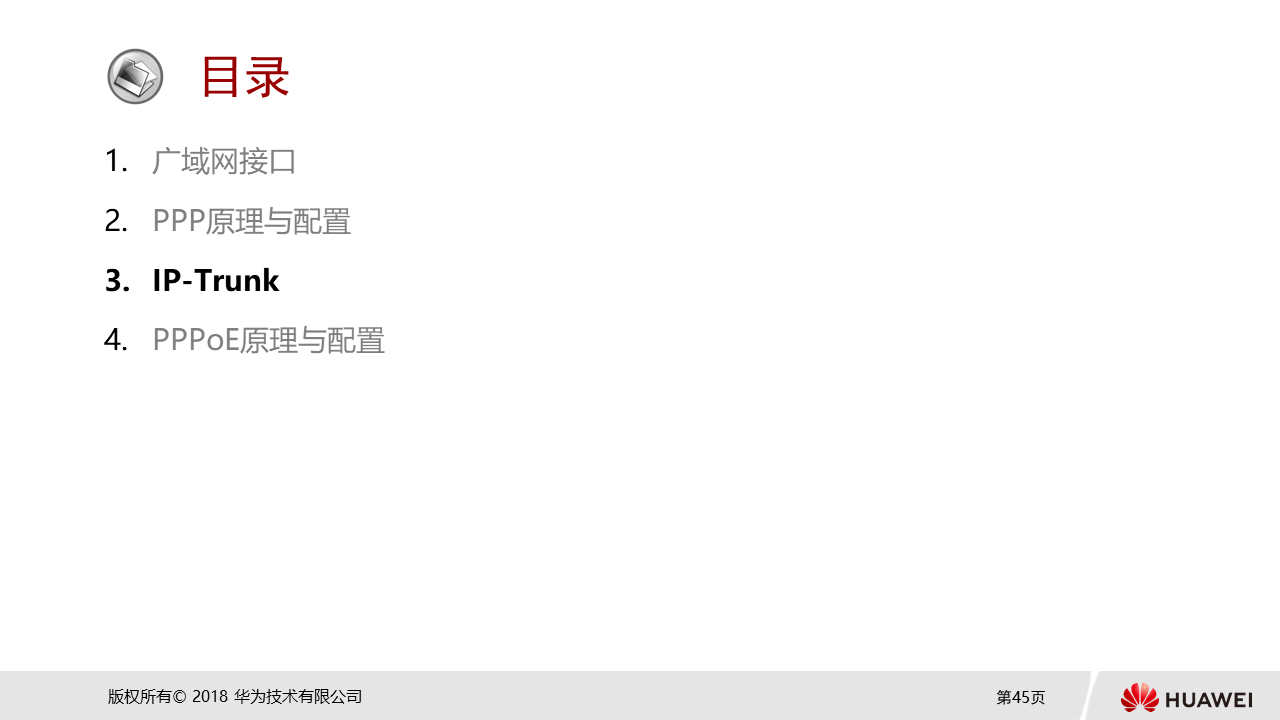 目录
1. 广域网接口
2. PPP原理与配置
3. IP-Trunk
4. PPPoE原理与配置
版权所有© 2018 华为技术有限公司
第45页
HUAWEI